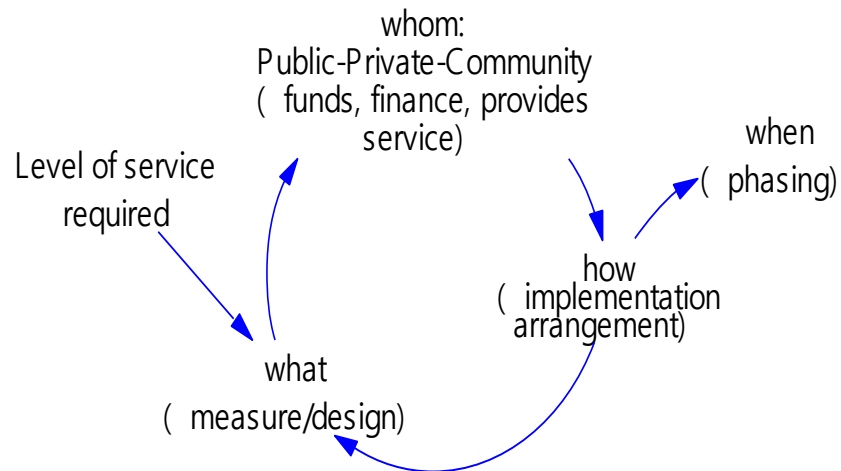 whom:
Public-Private-Community
( funds, finance, provides
service)
when
( phasing)
Level of service
required
how
( implementation
arrangement)
what
( measure/design)